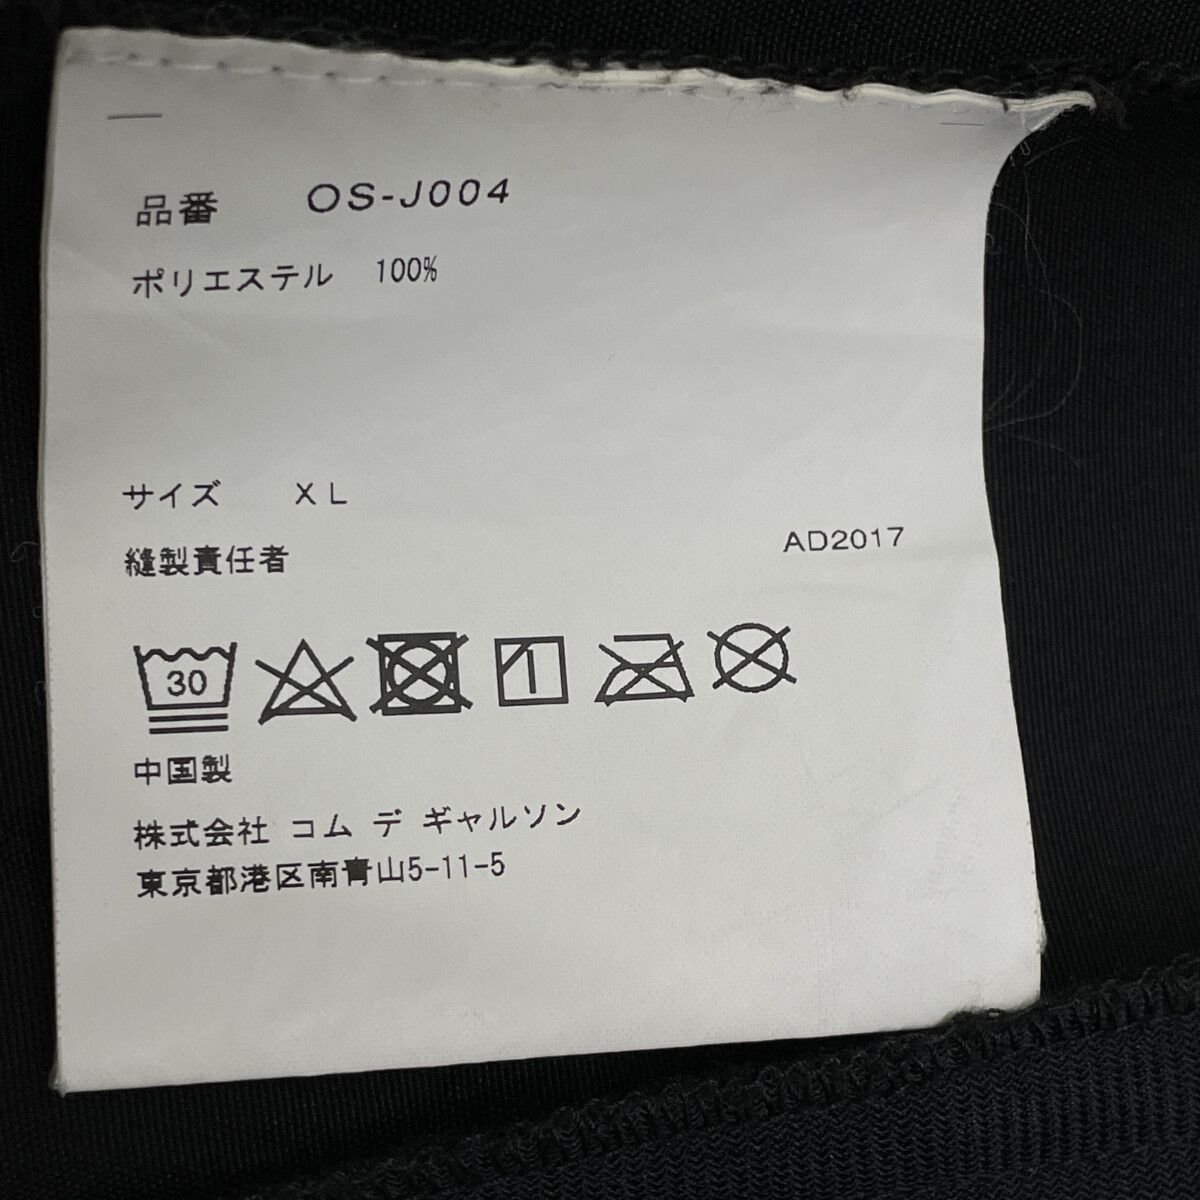 品番 OS-J004
ポリエステル 100%
サイズ XL
縫製責任者
AD2017
30
中国製
株式会社 コム デ ギャルソン
東京都港区南青山5-11-5